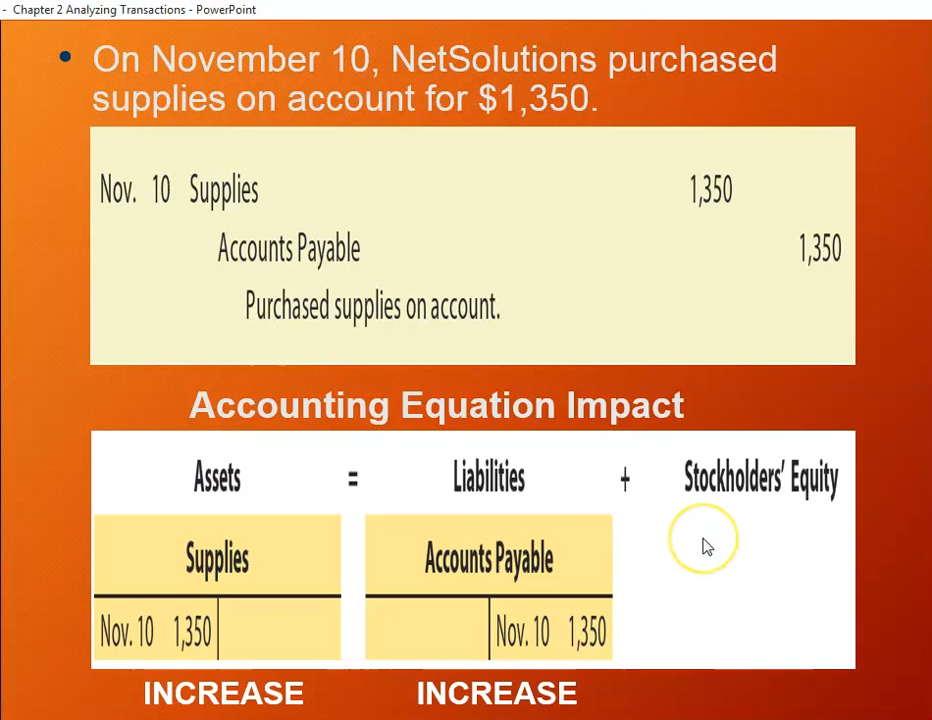 - Chapter 2 Analyzing Transactions - PowerPoint
• On November 10, NetSolutions purchased
supplies on account for $1,350.
Nov. 10 Supplies 1,350
Accounts Payable 1,350
Purchased supplies on account.
Accounting Equation Impact
Assets = Liabilities + Stockholders' Equity
Supplies Accounts Payable
Nov. 10 1,350 Nov. 10 1,350
INCREASE INCREASE